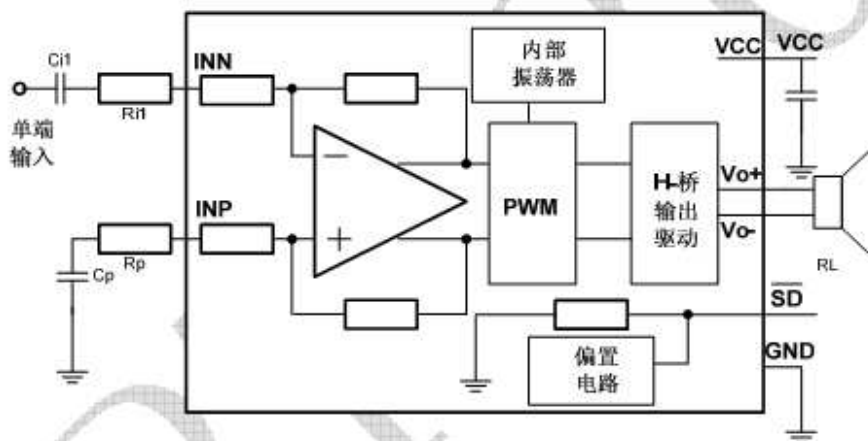 Ci1
Ri1
单端
输入
INN
INP
Rp
Cp
内部
振荡器
PWM
H-桥
输出
驱动
VCC
VCC
Vo+
Vo-
RL
SD
GND
偏置
电路